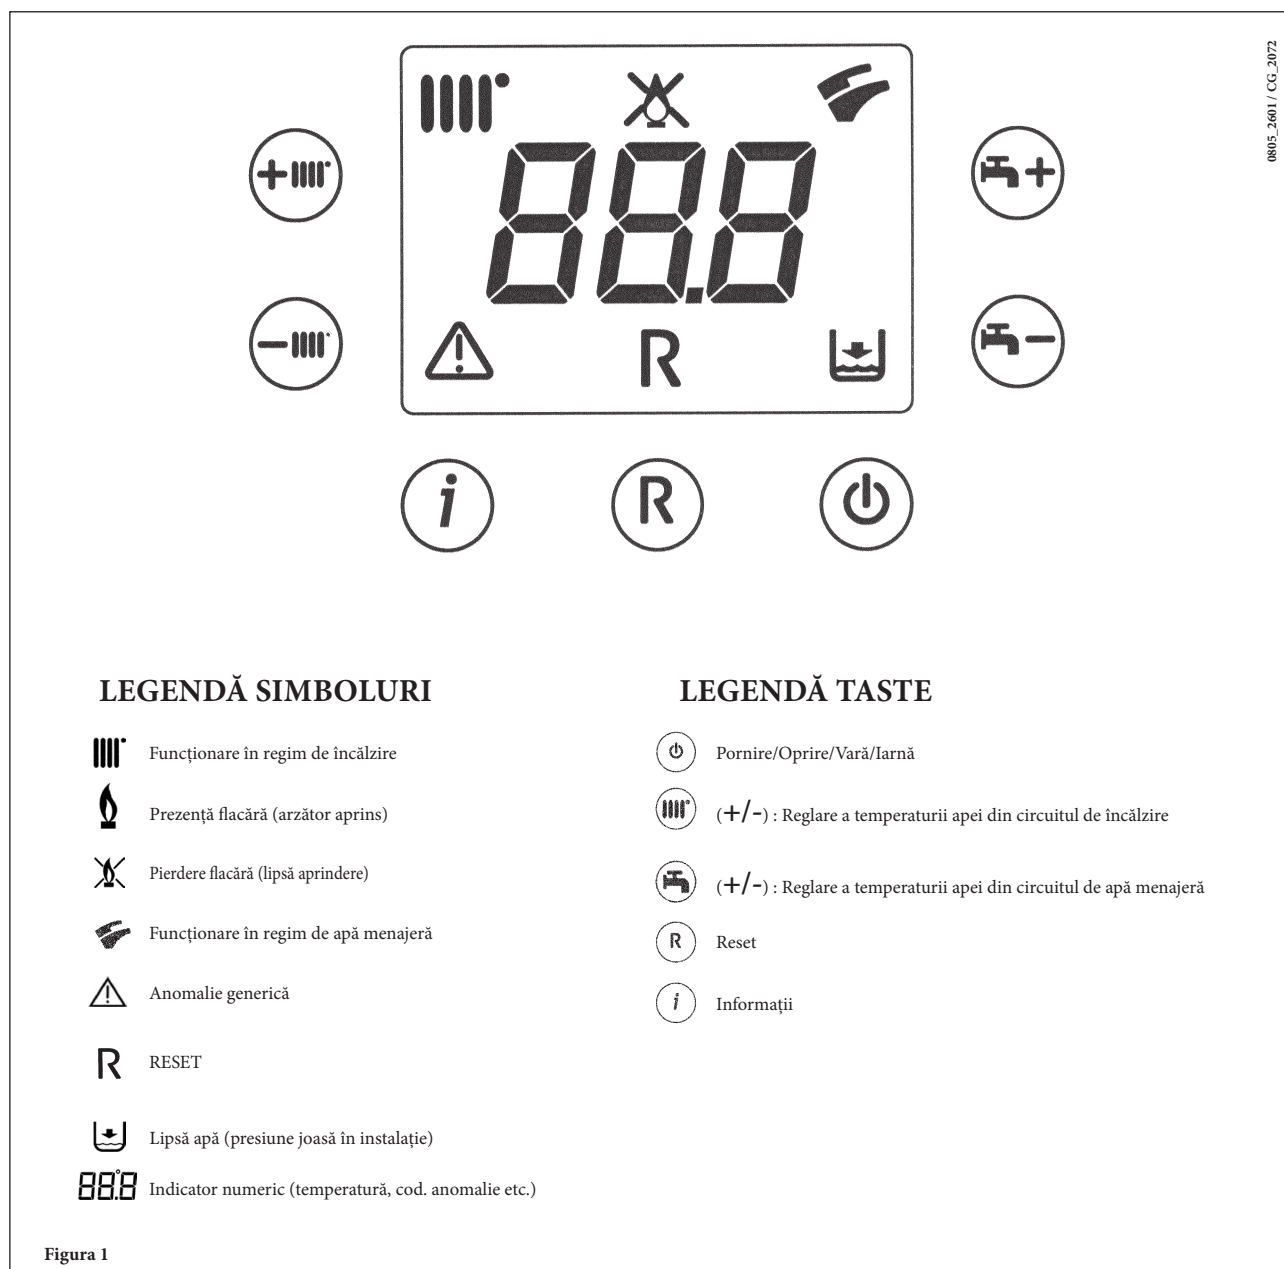 0805_2601 / CG_2072
88.8
R
i
R
LEGENDĂ SIMBOLURI
Funcționare în regim de încălzire
Prezență flacără (arzător aprins)
Pierdere flacără (lipsă aprindere)
Funcționare în regim de apă menajeră
Anomalie generică
R RESET
Lipsă apă (presiune joasă în instalație)
88.8 Indicator numeric (temperatură, cod. anomalie etc.)
LEGENDĂ TASTE
Pornire/Oprire/Vară/Iarnă
(+/-) : Reglare a temperaturii apei din circuitul de încălzire
(+/-) : Reglare a temperaturii apei din circuitul de apă menajeră
R Reset
i Informații
Figura 1